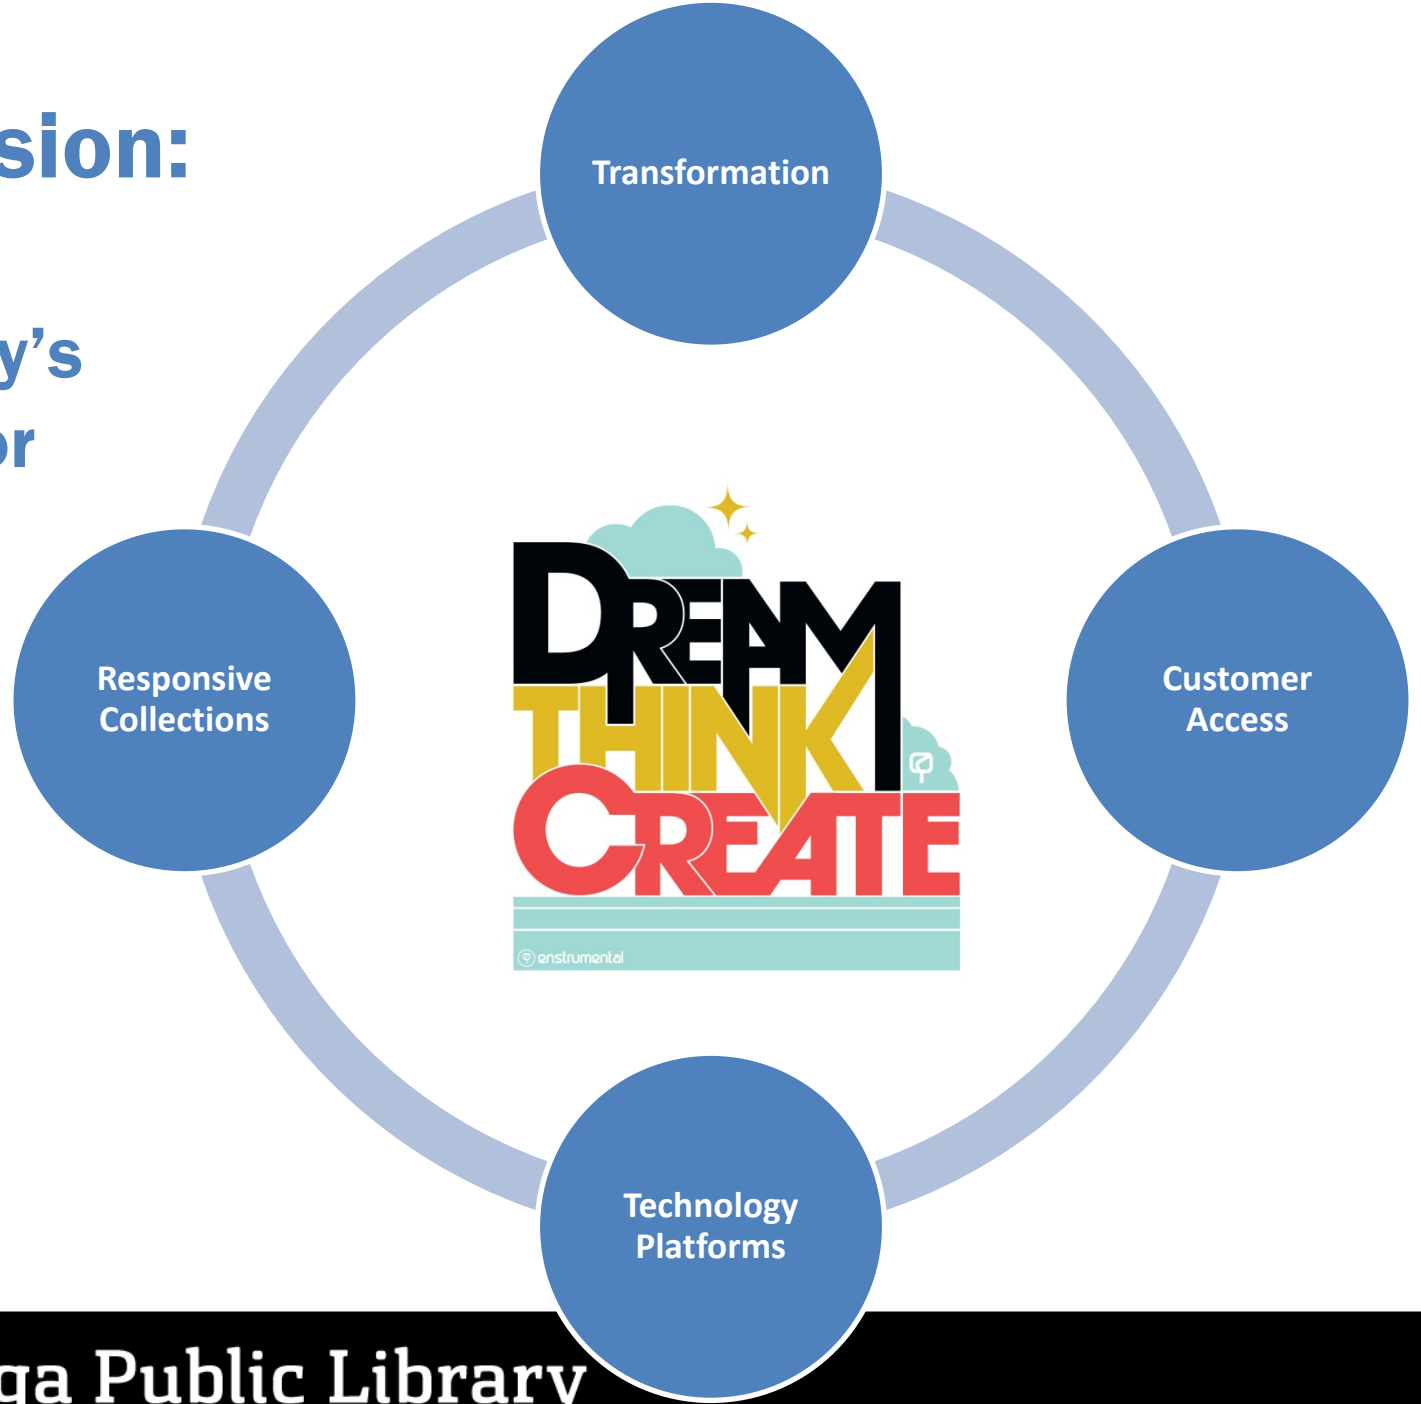 sion:
y’s
or
Transformation
Responsive
Collections
DREAM
THINK
CREATE
enstrumental
Customer
Access
Technology
Platforms
ga Public Library